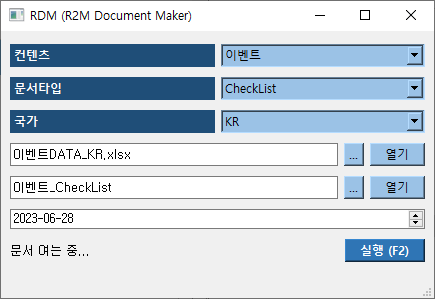 RDM (R2M Document Maker)
컨텐츠 이벤트
문서타입 CheckList
국가 KR
이벤트DATA_KR.xlsx ... 열기
이벤트_CheckList ... 열기
2023-06-28
문서 여는 중... 실행 (F2)